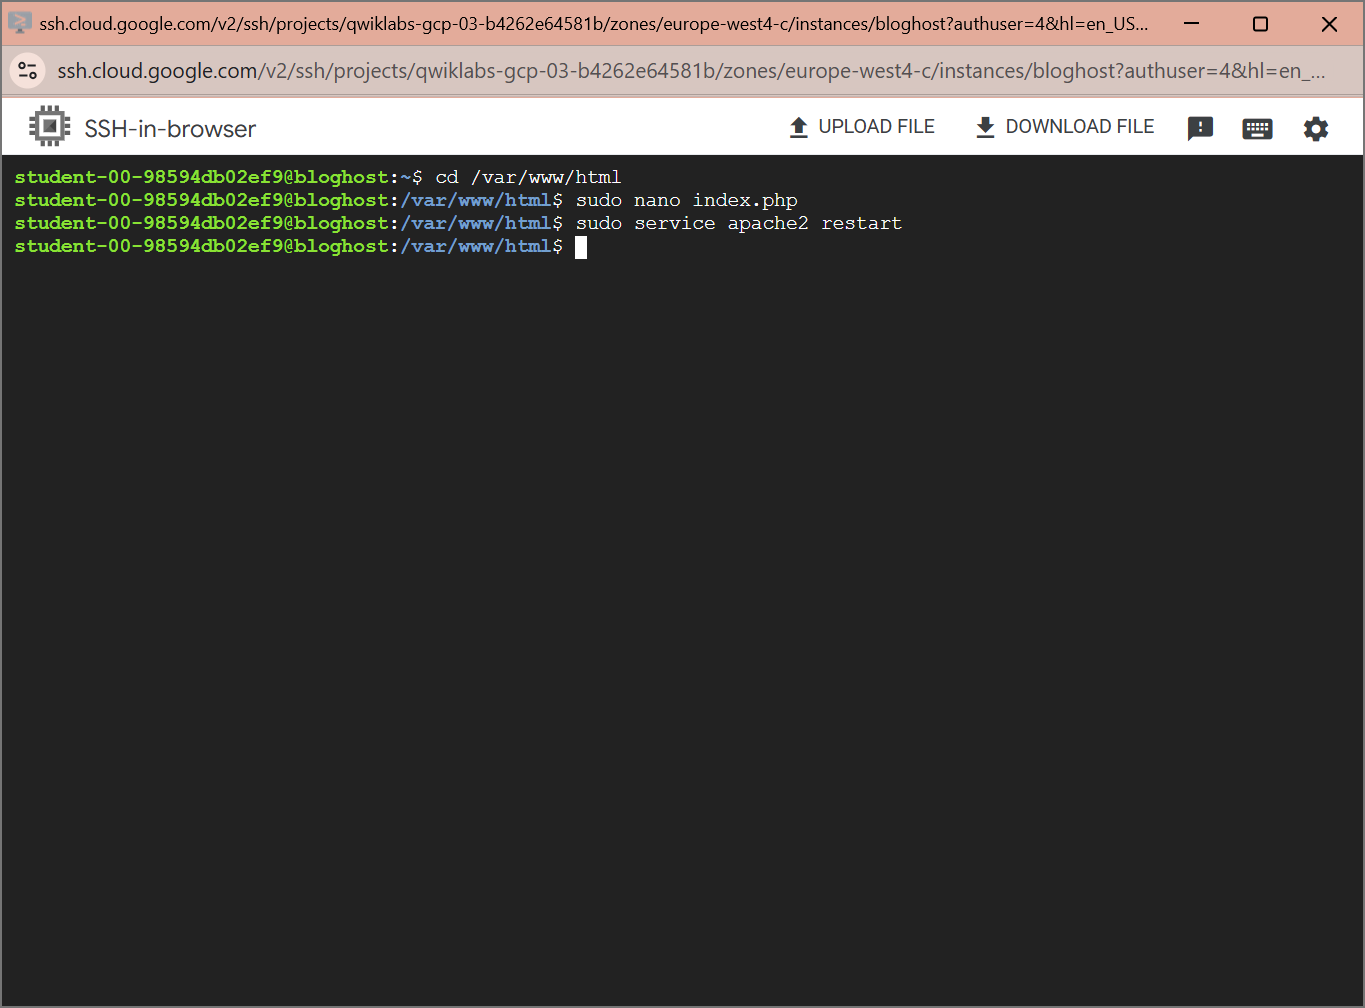 ssh.cloud.google.com/v2/ssh/projects/qwiklabs-gcp-03-b4262e64581b/zones/europe-west4-c/instances/bloghost?authuser=4&hl=en_US...
ssh.cloud.google.com/v2/ssh/projects/qwiklabs-gcp-03-b4262e64581b/zones/europe-west4-c/instances/bloghost?authuser=4&hl=en_...
SSH-in-browser UPLOAD FILE DOWNLOAD FILE
student-00-98594db02ef9@bloghost:~$ cd /var/www/html
student-00-98594db02ef9@bloghost:/var/www/html$ sudo nano index.php
student-00-98594db02ef9@bloghost:/var/www/html$ sudo service apache2 restart
student-00-98594db02ef9@bloghost:/var/www/html$